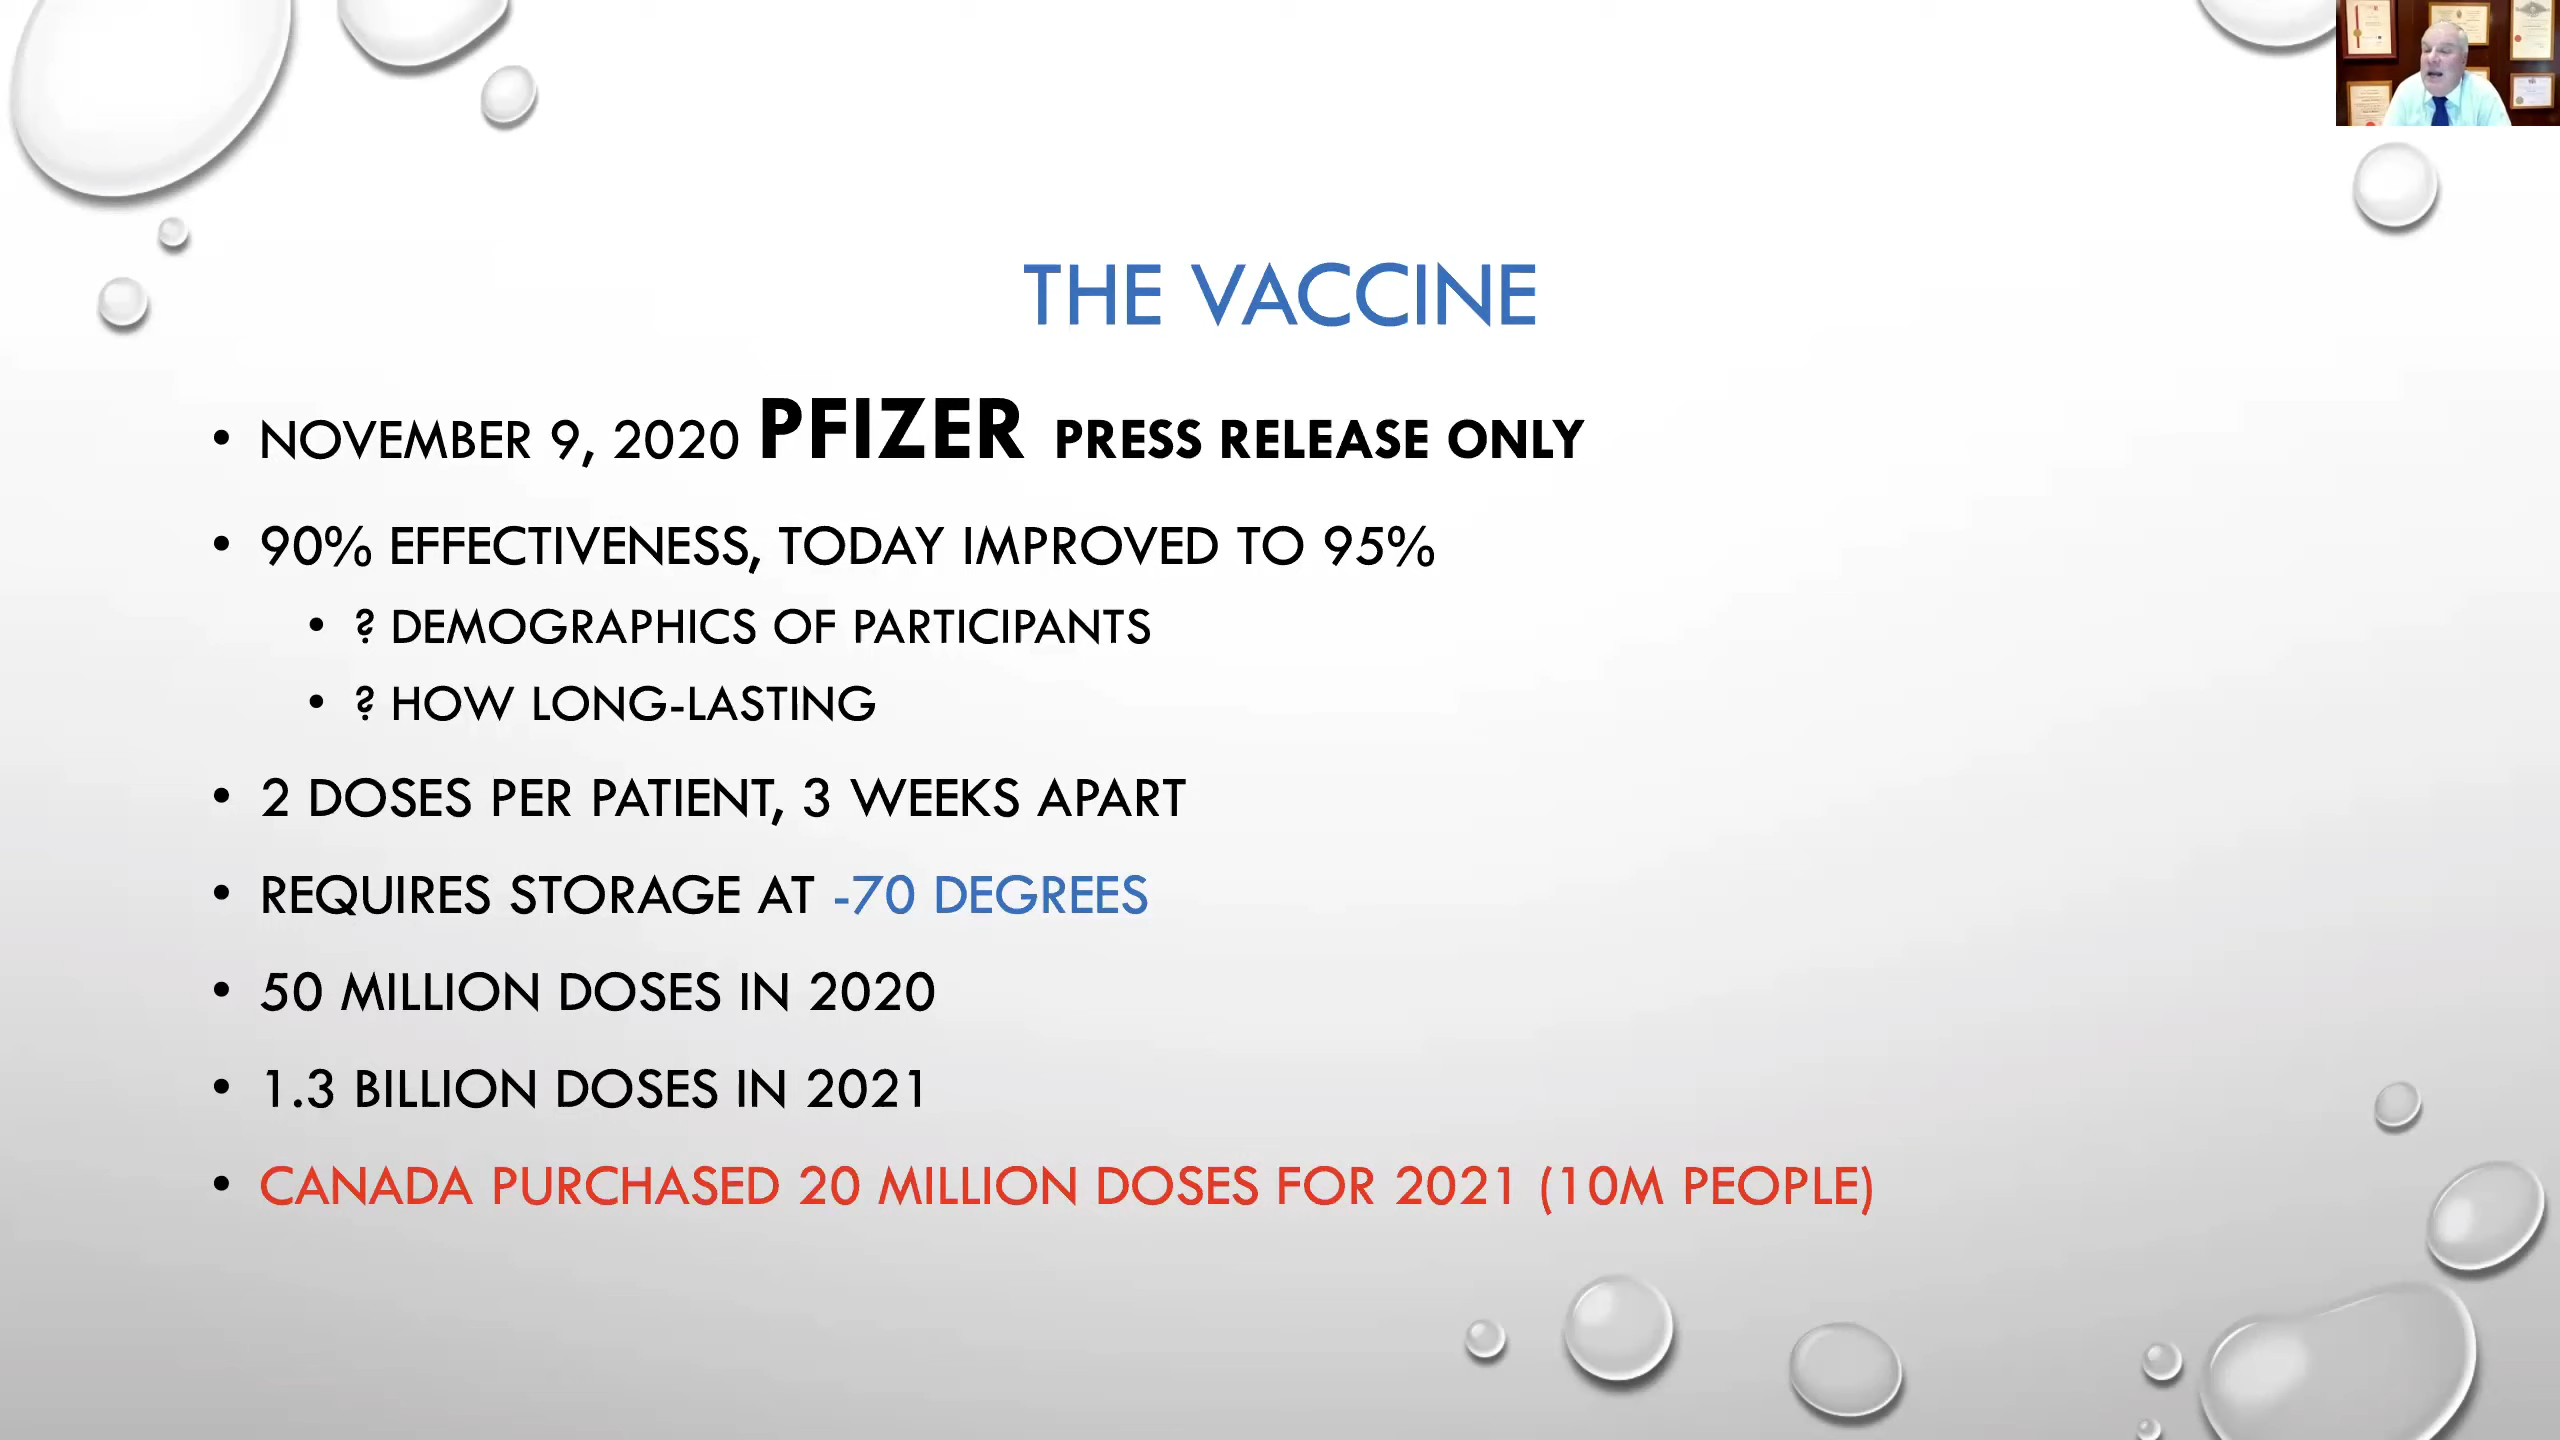 THE VACCINE
• NOVEMBER 9, 2020 PFIZER PRESS RELEASE ONLY
• 90% EFFECTIVENESS, TODAY IMPROVED TO 95%
• ? DEMOGRAPHICS OF PARTICIPANTS
• ? HOW LONG-LASTING
• 2 DOSES PER PATIENT, 3 WEEKS APART
• REQUIRES STORAGE AT -70 DEGREES
• 50 MILLION DOSES IN 2020
• 1.3 BILLION DOSES IN 2021
• CANADA PURCHASED 20 MILLION DOSES FOR 2021 (10M PEOPLE)